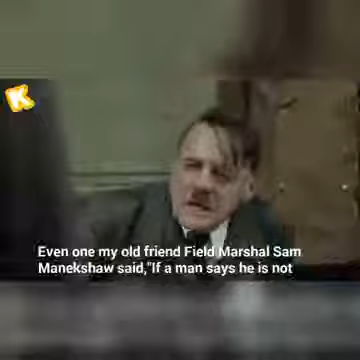 K
Even one my old friend Field Marshal Sam
Manekshaw said,"If a man says he is not